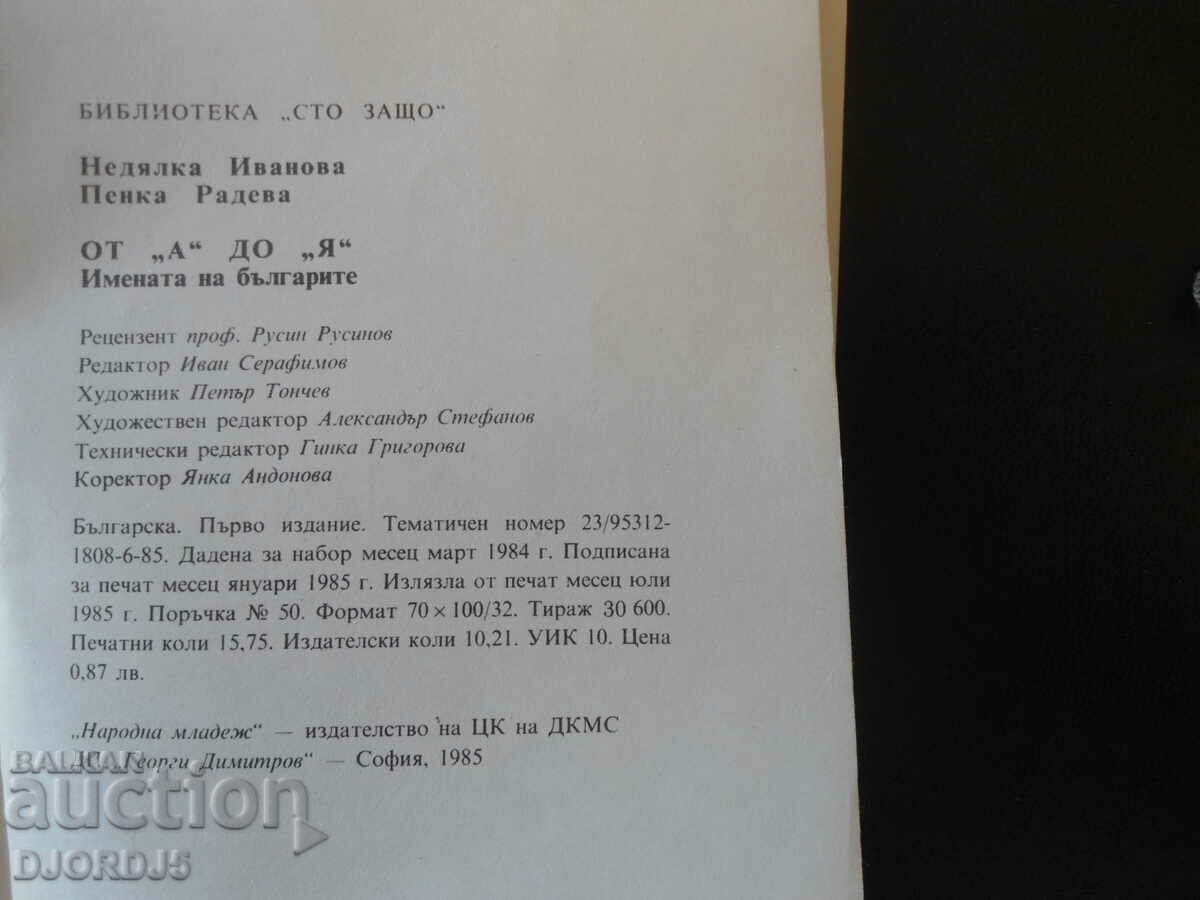 БИБЛИОТЕКА „СТО ЗАЩО“
Недялка Иванова
Пенка Радева
ОТ „А“ ДО „Я“
Имената на българите
Рецензент проф. Русин Русинов
Редактор Иван Серафимов
Художник Петър Тончев
Художествен редактор Александър Стефанов
Технически редактор Гинка Григорова
Коректор Янка Андонова
Българска. Първо издание. Тематичен номер 23/95312-
1808-6-85. Дадена за набор месец март 1984 г. Подписана
за печат месец януари 1985 г. Излязла от печат месец юли
1985 г. Поръчка № 50. Формат 70 × 100/32. Тираж 30 600.
Печатни коли 15,75. Издателски коли 10,21. УИК 10. Цена
0,87 лв.
„Народна младеж“ — издателство на ЦК на ДКМС
ДП „Георги Димитров“ — София, 1985
BALKAN
auction
DJORDJ5